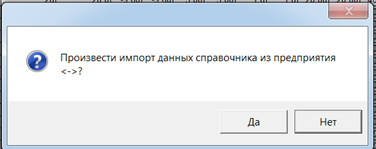 Произвести импорт данных справочника из предприятия
<->?
Да
Нет